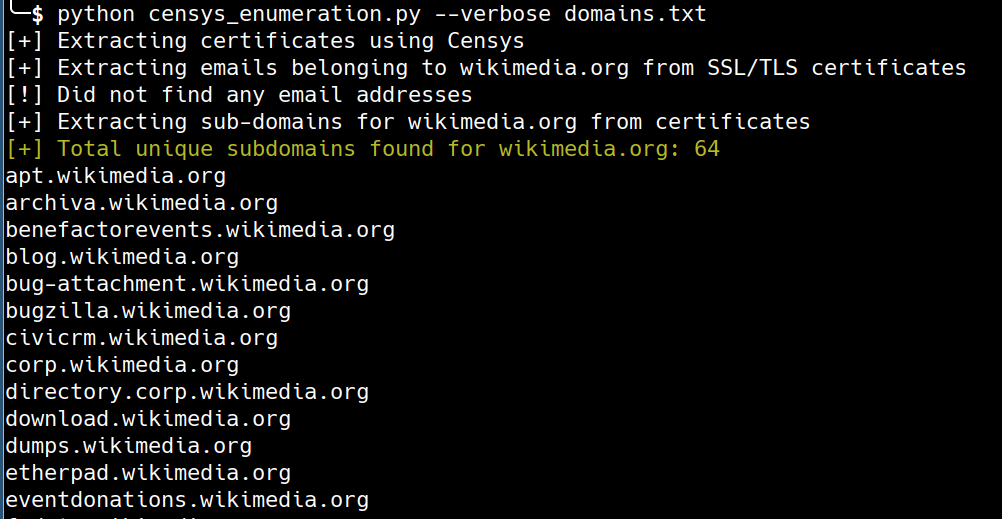 └─$ python censys_enumeration.py --verbose domains.txt
[+] Extracting certificates using Censys
[+] Extracting emails belonging to wikimedia.org from SSL/TLS certificates
[!] Did not find any email addresses
[+] Extracting sub-domains for wikimedia.org from certificates
[+] Total unique subdomains found for wikimedia.org: 64
apt.wikimedia.org
archiva.wikimedia.org
benefactorevents.wikimedia.org
blog.wikimedia.org
bug-attachment.wikimedia.org
bugzilla.wikimedia.org
civicrm.wikimedia.org
corp.wikimedia.org
directory.corp.wikimedia.org
download.wikimedia.org
dumps.wikimedia.org
etherpad.wikimedia.org
eventdonations.wikimedia.org